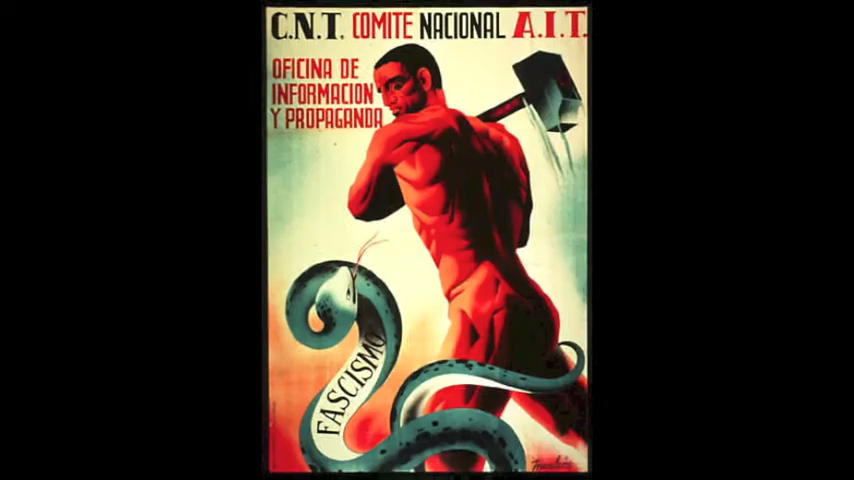 C.N.T. COMITE NACIONAL A.I.T.
OFICINA DE
INFORMACION
Y PROPAGANDA
FASCISMO